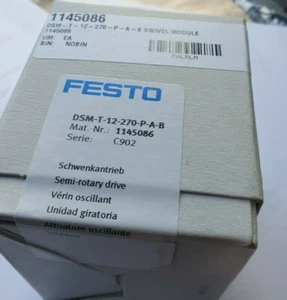 1145086
DSM-T-12-270-P-A-B SWIVEL MODULE
1145086
UM: EA
BIN: NOBIN
FESTO
DSM-T-12-270-P-A-B
Mat.-Nr.: 1145086
Serie: C902
Schwenkantrieb
Semi-rotary drive
Vérin oscillant
Unidad giratoria
Attuatore oscillante